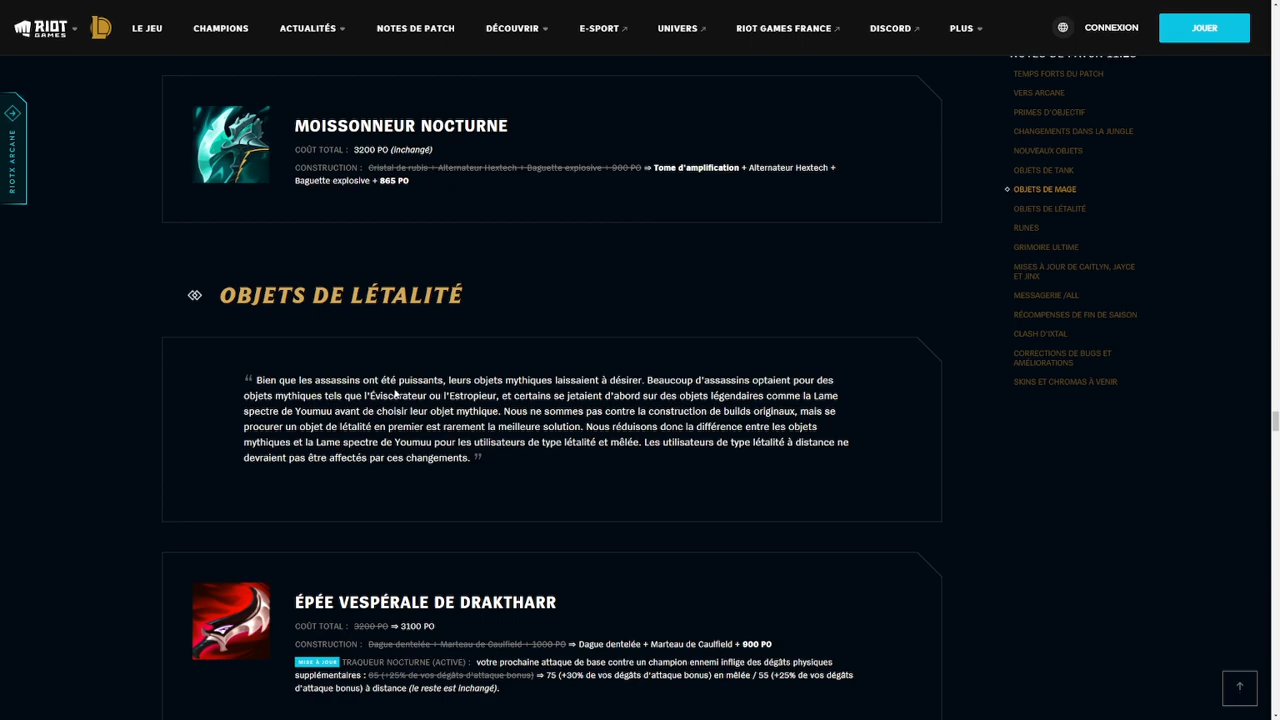 RIOT GAMES
LE JEU
CHAMPIONS
ACTUALITÉS
NOTES DE PATCH
DÉCOUVRIR
E-SPORT
UNIVERS
RIOT GAMES FRANCE
DISCORD
PLUS
CONNEXION
JOUER
RIOTX ARCANE
MOISSONNEUR NOCTURNE
COÛT TOTAL : 3200 PO (inchangé)
CONSTRUCTION : Cristal de rubis + Alternateur Hextech + Baguette explosive + 900 PO ⇒ Tome d'amplification + Alternateur Hextech +
Baguette explosive + 865 PO
OBJETS DE LÉTALITÉ
“ Bien que les assassins ont été puissants, leurs objets mythiques laissaient à désirer. Beaucoup d'assassins optaient pour des
objets mythiques tels que l'Éviscérateur ou l'Estropieur, et certains se jetaient d'abord sur des objets légendaires comme la Lame
spectre de Youmuu avant de choisir leur objet mythique. Nous ne sommes pas contre la construction de builds originaux, mais se
procurer un objet de létalité en premier est rarement la meilleure solution. Nous réduisons donc la différence entre les objets
mythiques et la Lame spectre de Youmuu pour les utilisateurs de type létalité et mêlée. Les utilisateurs de type létalité à distance ne
devraient pas être affectés par ces changements. ”
ÉPÉE VESPÉRALE DE DRAKTHARR
COÛT TOTAL : 3200 PO ⇒ 3100 PO
CONSTRUCTION : Dague dentelée + Marteau de Caulfield + 1000 PO ⇒ Dague dentelée + Marteau de Caulfield + 900 PO
MISE À JOUR TRAQUEUR NOCTURNE (ACTIVE) : votre prochaine attaque de base contre un champion ennemi inflige des dégâts physiques
supplémentaires : 65 (+25% de vos dégâts d'attaque bonus) ⇒ 75 (+30% de vos dégâts d'attaque bonus) en mêlée / 55 (+25% de vos dégâts
d'attaque bonus) à distance (le reste est inchangé).
TEMPS FORTS DU PATCH
VERS ARCANE
PRIMES D'OBJECTIF
CHANGEMENTS DANS LA JUNGLE
NOUVEAUX OBJETS
OBJETS DE TANK
OBJETS DE MAGE
OBJETS DE LÉTALITÉ
RUNES
GRIMOIRE ULTIME
MISES À JOUR DE CAITLYN, JAYCE
ET JINX
MESSAGERIE /ALL
RÉCOMPENSES DE FIN DE SAISON
CLASH D'IXTAL
CORRECTIONS DE BUGS ET
AMÉLIORATIONS
SKINS ET CHROMAS À VENIR